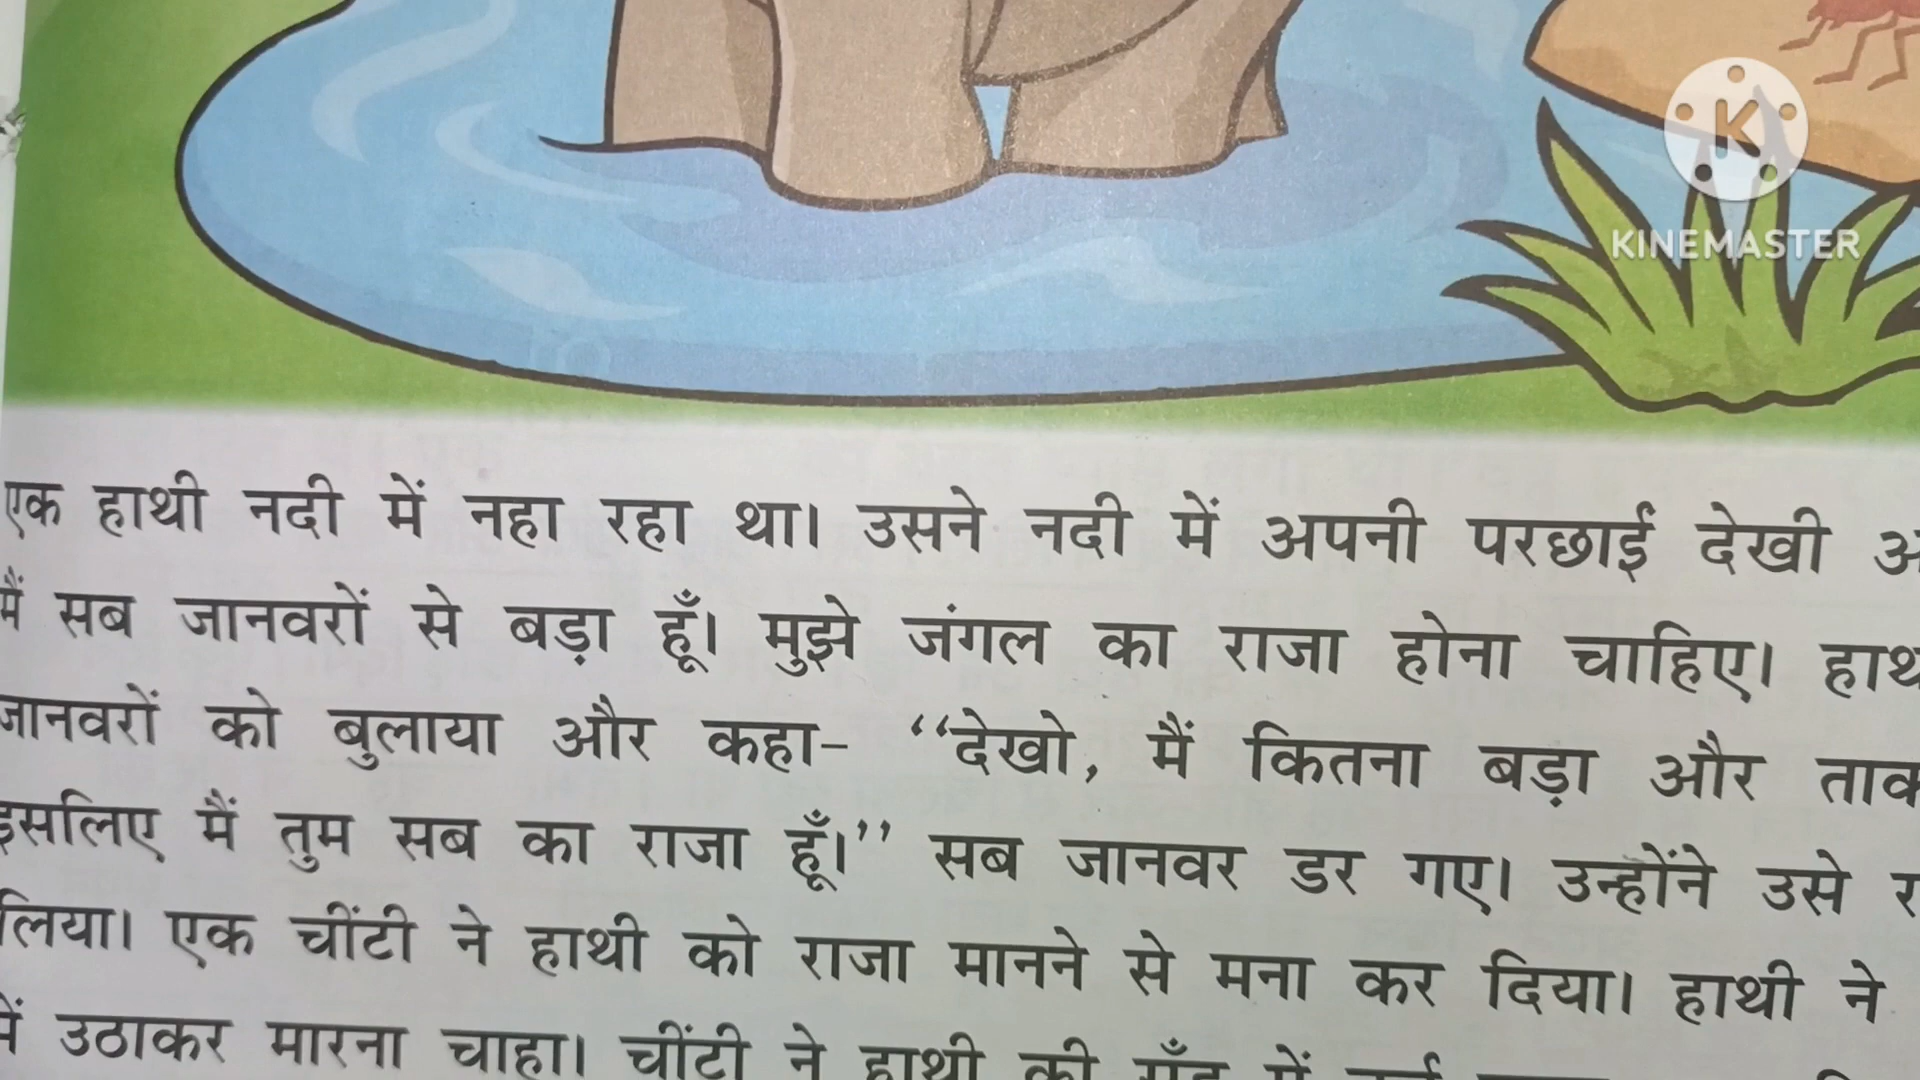 KINEMASTER
एक हाथी नदी में नहा रहा था। उसने नदी में अपनी परछाई देखी
मैं सब जानवरों से बड़ा हूँ। मुझे जंगल का राजा होना चाहिए।
जानवरों को बुलाया और कहा- “देखो, मैं कितना बड़ा और
इसलिए मैं तुम सब का राजा हूँ।” सब जानवर डर गए। उन्होंने उसे
लिया। एक चींटी ने हाथी को राजा मानने से मना कर दिया। हाथी ने
में उठाकर मारना चाहा। चींटी ने हाथी की सूँड में